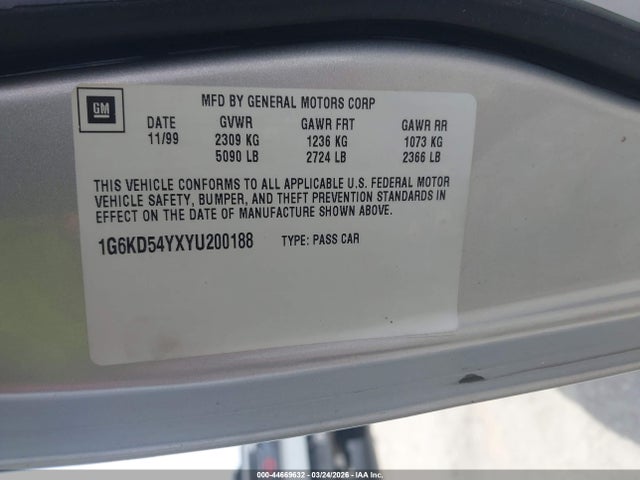 GM
MFD BY GENERAL MOTORS CORP
DATE GVWR GAWR FRT GAWR RR
11/99 2309 KG 1236 KG 1073 KG
5090 LB 2724 LB 2366 LB
THIS VEHICLE CONFORMS TO ALL APPLICABLE U.S. FEDERAL MOTOR
VEHICLE SAFETY, BUMPER, AND THEFT PREVENTION STANDARDS IN
EFFECT ON THE DATE OF MANUFACTURE SHOWN ABOVE.
1G6KD54YXYU200188 TYPE: PASS CAR
000-44669632 - 03/24/2026 - IAA Inc.